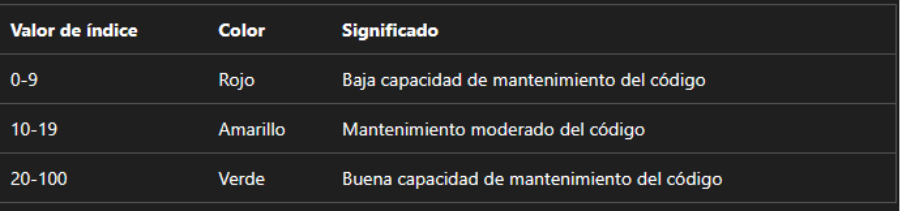 Valor de índice Color Significado
0-9 Rojo Baja capacidad de mantenimiento del código
10-19 Amarillo Mantenimiento moderado del código
20-100 Verde Buena capacidad de mantenimiento del código